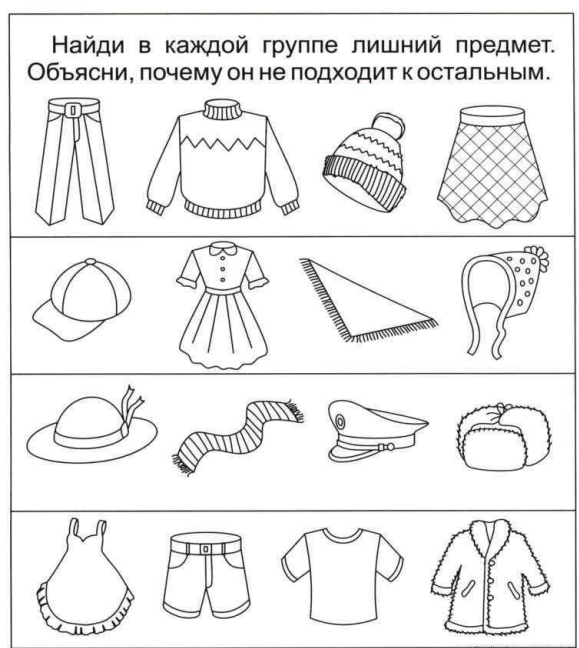 Найди в каждой группе лишний предмет.
Объясни, почему он не подходит к остальным.